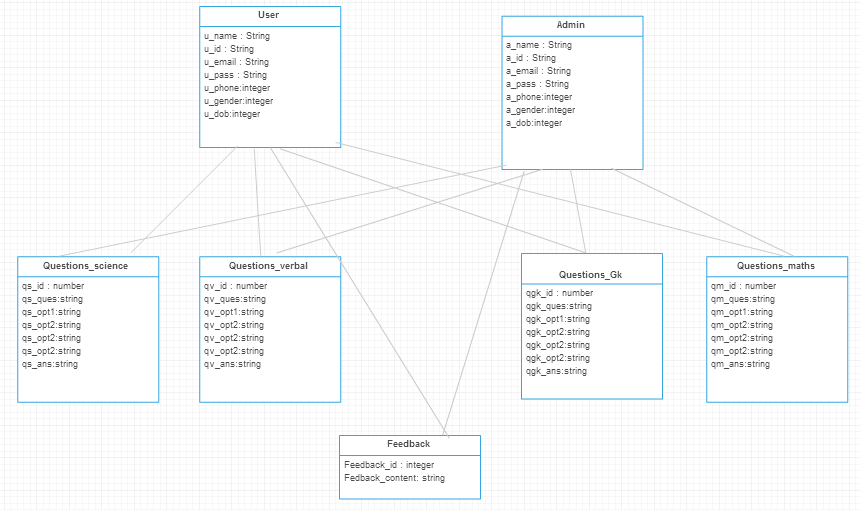 User
u_name : String
u_id : String
u_email : String
u_pass : String
u_phone:integer
u_gender:integer
u_dob:integer
Admin
a_name : String
a_id : String
a_email : String
a_pass : String
a_phone:integer
a_gender:integer
a_dob:integer
Questions_science
qs_id : number
qs_ques:string
qs_opt1:string
qs_opt2:string
qs_opt2:string
qs_opt2:string
qs_ans:string
Questions_verbal
qv_id : number
qv_ques:string
qv_opt1:string
qv_opt2:string
qv_opt2:string
qv_opt2:string
qv_ans:string
Questions_Gk
qgk_id : number
qgk_ques:string
qgk_opt1:string
qgk_opt2:string
qgk_opt2:string
qgk_opt2:string
qgk_ans:string
Questions_maths
qm_id : number
qm_ques:string
qm_opt1:string
qm_opt2:string
qm_opt2:string
qm_opt2:string
qm_ans:string
Feedback
Feedback_id : integer
Fedback_content: string